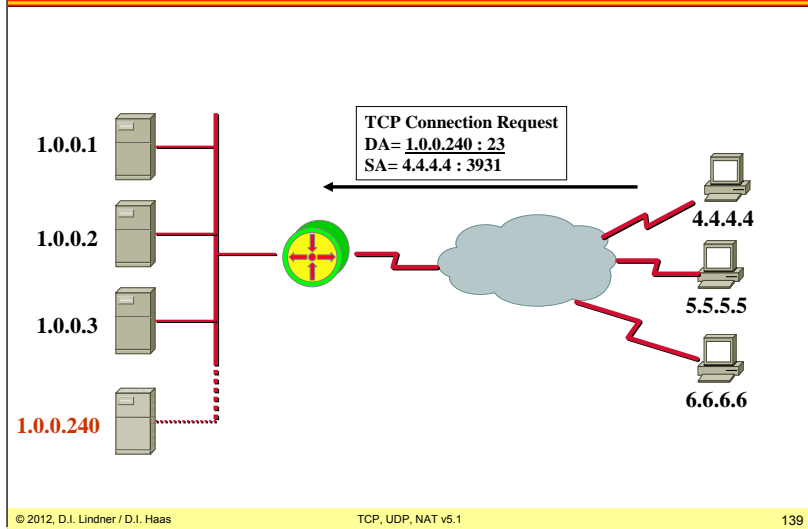 TCP Connection Request
DA= 1.0.0.240 : 23
SA= 4.4.4.4 : 3931
1.0.0.1
1.0.0.2
1.0.0.3
1.0.0.240
4.4.4.4
5.5.5.5
6.6.6.6
© 2012, D.I. Lindner / D.I. Haas
TCP, UDP, NAT v5.1
139